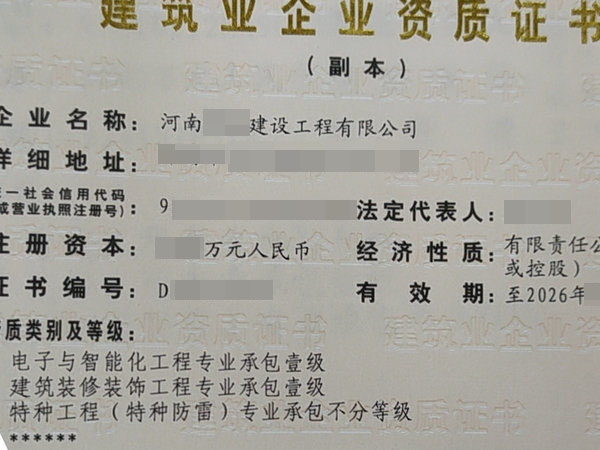 建筑业企业资质证书
（副本）
企业名称：河南 建设工程有限公司
详细地址：
统一社会信用代码
（或营业执照注册号）：9 法定代表人：
注册资本： 万元人民币 经济性质：有限责任公
或控股）
证书编号：D 有效期：至2026年
资质类别及等级：
电子与智能化工程专业承包壹级
建筑装修装饰工程专业承包壹级
特种工程（特种防雷）专业承包不分等级
******